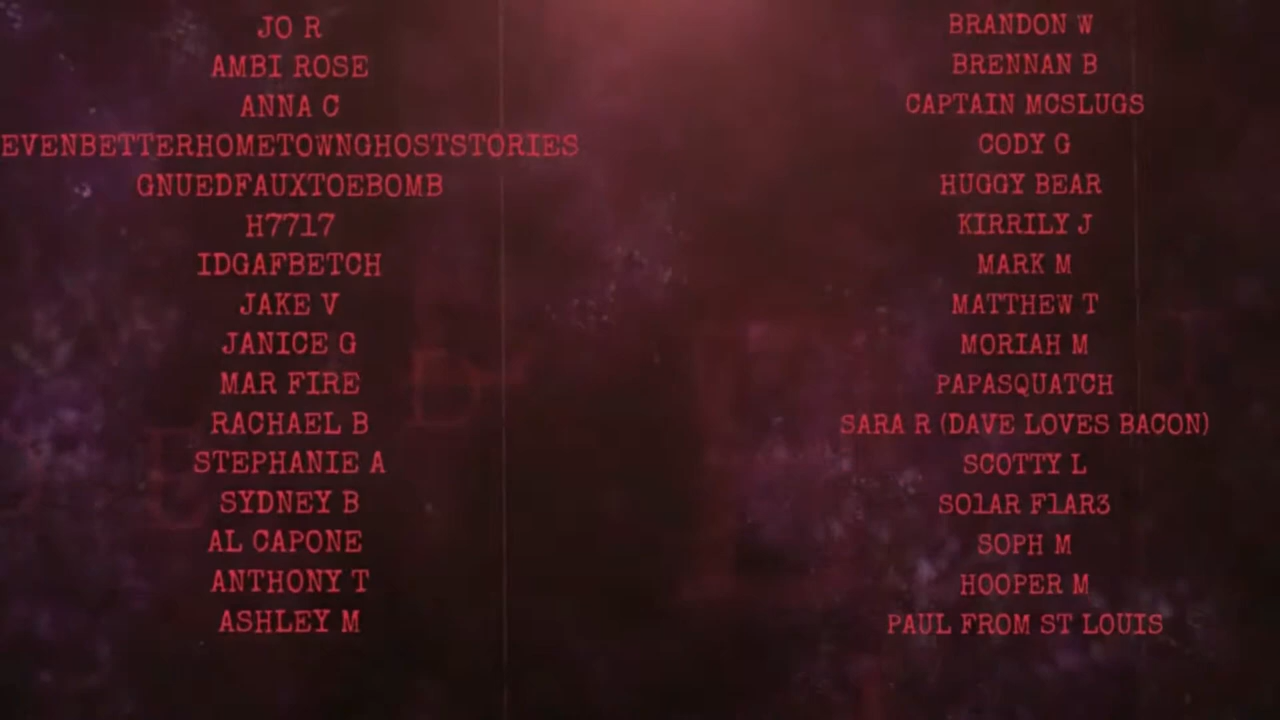 JO R
AMBI ROSE
ANNA C
EVENBETTERHOMETOWNGHOSTSTORIES
GNUEDFAUXTOEBOMB
H7717
IDGAFBETCH
JAKE V
JANICE G
MAR FIRE
RACHAEL B
STEPHANIE A
SYDNEY B
AL CAPONE
ANTHONY T
ASHLEY M
BRANDON W
BRENNAN B
CAPTAIN MCSLUGS
CODY G
HUGGY BEAR
KIRRILY J
MARK M
MATTHEW T
MORIAH M
PAPASQUATCH
SARA R (DAVE LOVES BACON)
SCOTTY L
SO1AR F1AR3
SOPH M
HOOPER M
PAUL FROM ST LOUIS